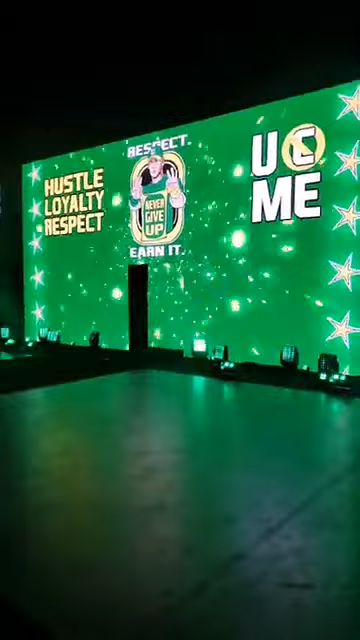 HUSTLE
LOYALTY
RESPECT
RESPECT.
NEVER
GIVE
UP
EARN IT.
U C
ME